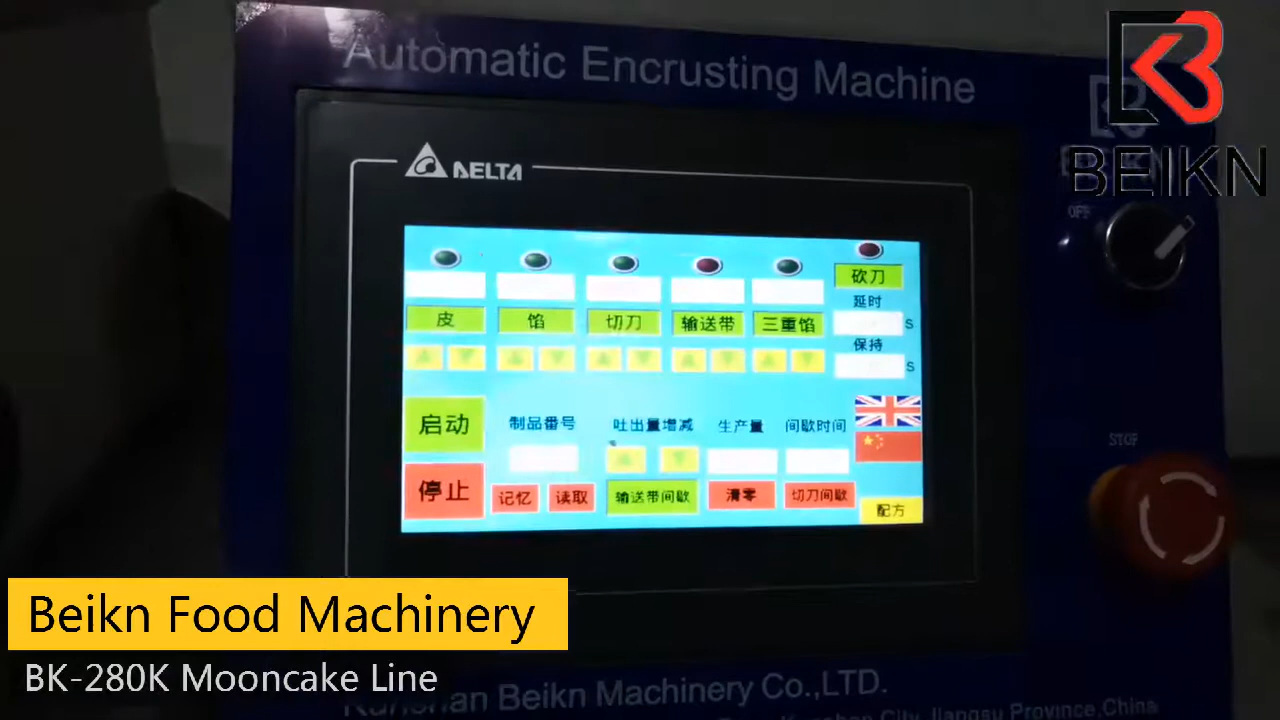 Automatic Encrusting Machine
BEIKN
DELTA
OFF
砍刀
延时
S
保持
S
皮
馅
切刀
输送带
三重馅
启动
制品番号
吐出量增减
生产量
间歇时间
停止
记忆
读取
输送带间歇
清零
切刀间歇
配方
STOP
Beikn Food Machinery
BK-280K Mooncake Line
Kunshan Beikn Machinery Co.,LTD.
Kunshan City, Jiangsu Province, China